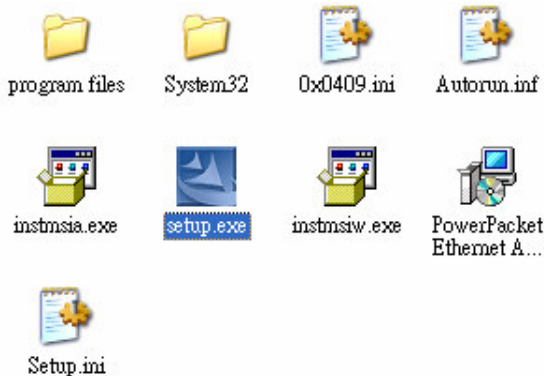 program files
System32
0x0409.ini
Autorun.inf
instmsia.exe
setup.exe
instmsiw.exe
PowerPacket
Ethernet A...
Setup.ini